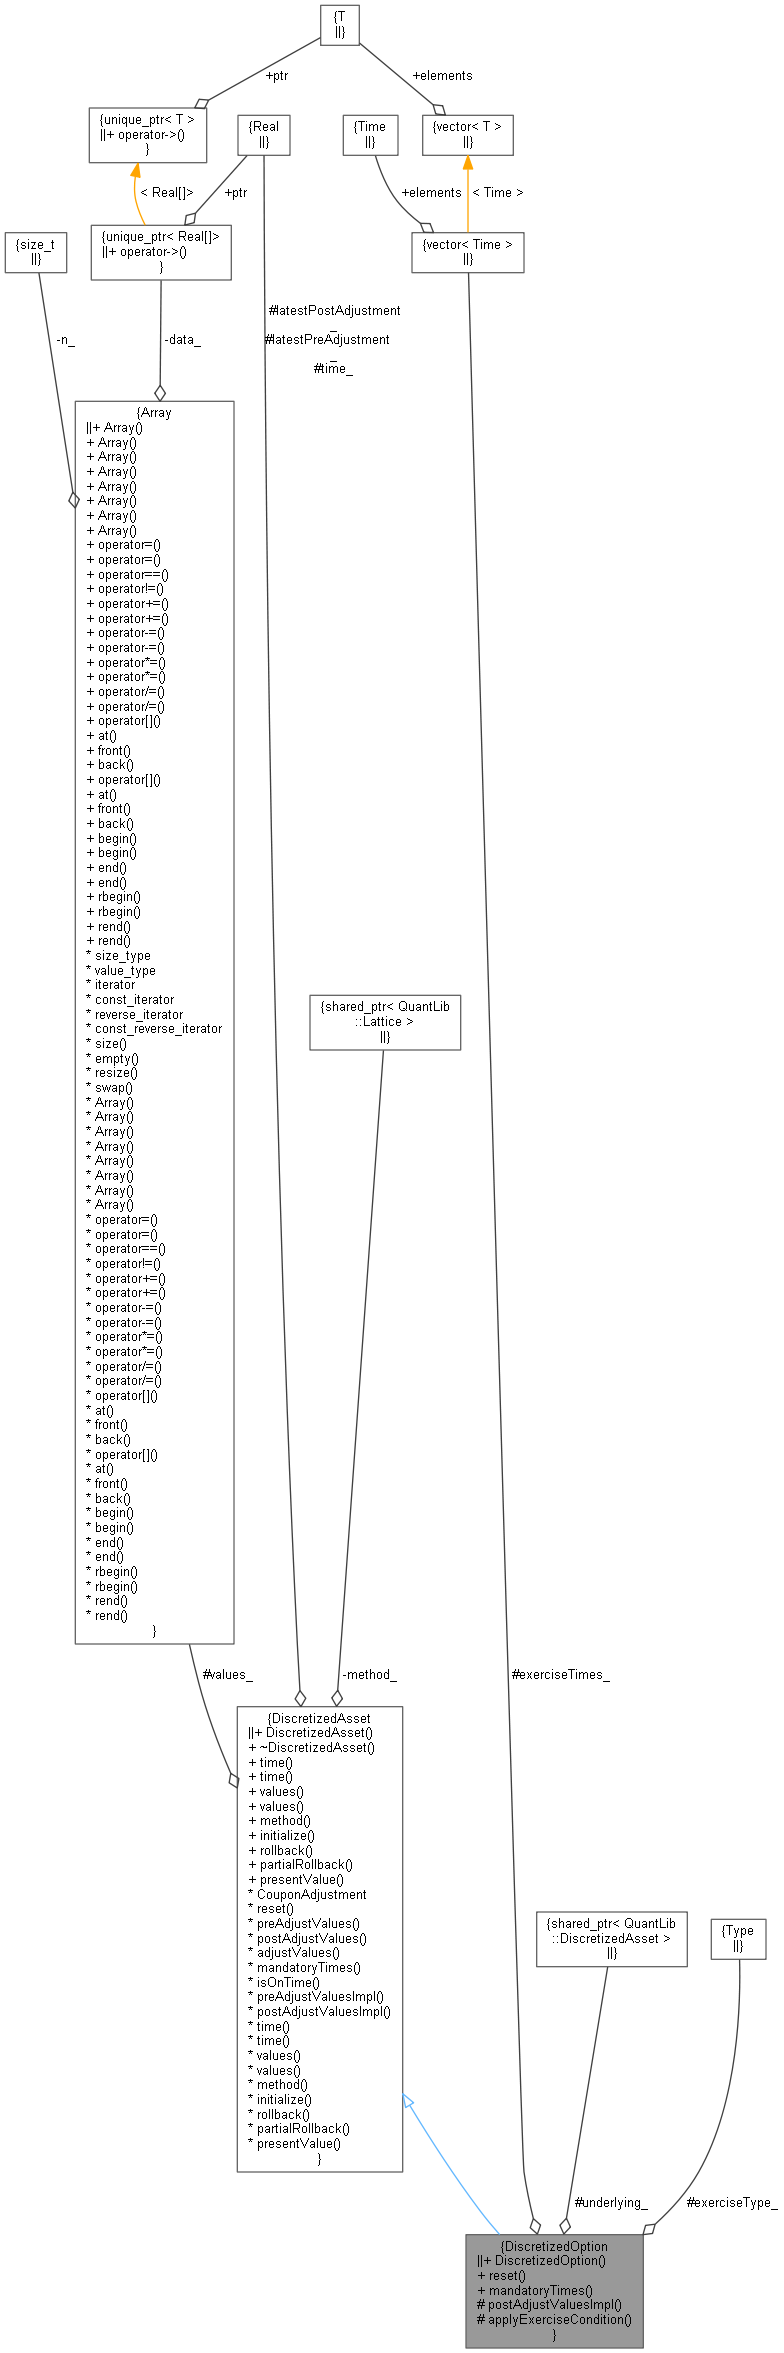 {T
||}
+ptr
+elements
{unique_ptr< T >
||+ operator->()
}
{Real
||}
{Time
||}
{vector< T >
||}
< Real[]>
+ptr
+elements
< Time >
{size_t
||}
{unique_ptr< Real[]>
||+ operator->()
}
{vector< Time >
||}
-n_
-data_
#latestPostAdjustment
_
#latestPreAdjustment
_
#time_
{Array
||+ Array()
+ Array()
+ Array()
+ Array()
+ Array()
+ Array()
+ Array()
+ Array()
+ operator=()
+ operator=()
+ operator==()
+ operator!=()
+ operator+=()
+ operator+=()
+ operator-=()
+ operator-=()
+ operator*=()
+ operator*=()
+ operator/=()
+ operator/=()
+ operator[]()
+ at()
+ front()
+ back()
+ operator[]()
+ at()
+ front()
+ back()
+ begin()
+ begin()
+ end()
+ end()
+ rbegin()
+ rbegin()
+ rend()
+ rend()
* size_type
* value_type
* iterator
* const_iterator
* reverse_iterator
* const_reverse_iterator
* size()
* empty()
* resize()
* swap()
* Array()
* Array()
* Array()
* Array()
* Array()
* Array()
* Array()
* Array()
* operator=()
* operator=()
* operator==()
* operator!=()
* operator+=()
* operator+=()
* operator-=()
* operator-=()
* operator*=()
* operator*=()
* operator/=()
* operator/=()
* operator[]()
* at()
* front()
* back()
* operator[]()
* at()
* front()
* back()
* begin()
* begin()
* end()
* end()
* rbegin()
* rbegin()
* rend()
* rend()
}
{shared_ptr< QuantLib
::Lattice >
||}
#values_
-method_
#exerciseTimes_
{DiscretizedAsset
||+ DiscretizedAsset()
+ ~DiscretizedAsset()
+ time()
+ time()
+ values()
+ values()
+ method()
+ initialize()
+ rollback()
+ partialRollback()
+ presentValue()
* CouponAdjustment
* reset()
* preAdjustValues()
* postAdjustValues()
* adjustValues()
* mandatoryTimes()
* isOnTime()
* preAdjustValuesImpl()
* postAdjustValuesImpl()
* time()
* time()
* values()
* values()
* method()
* initialize()
* rollback()
* partialRollback()
* presentValue()
}
{shared_ptr< QuantLib
::DiscretizedAsset >
||}
{Type
||}
#underlying_
#exerciseType_
{DiscretizedOption
||+ DiscretizedOption()
+ reset()
+ mandatoryTimes()
# postAdjustValuesImpl()
# applyExerciseCondition()
}